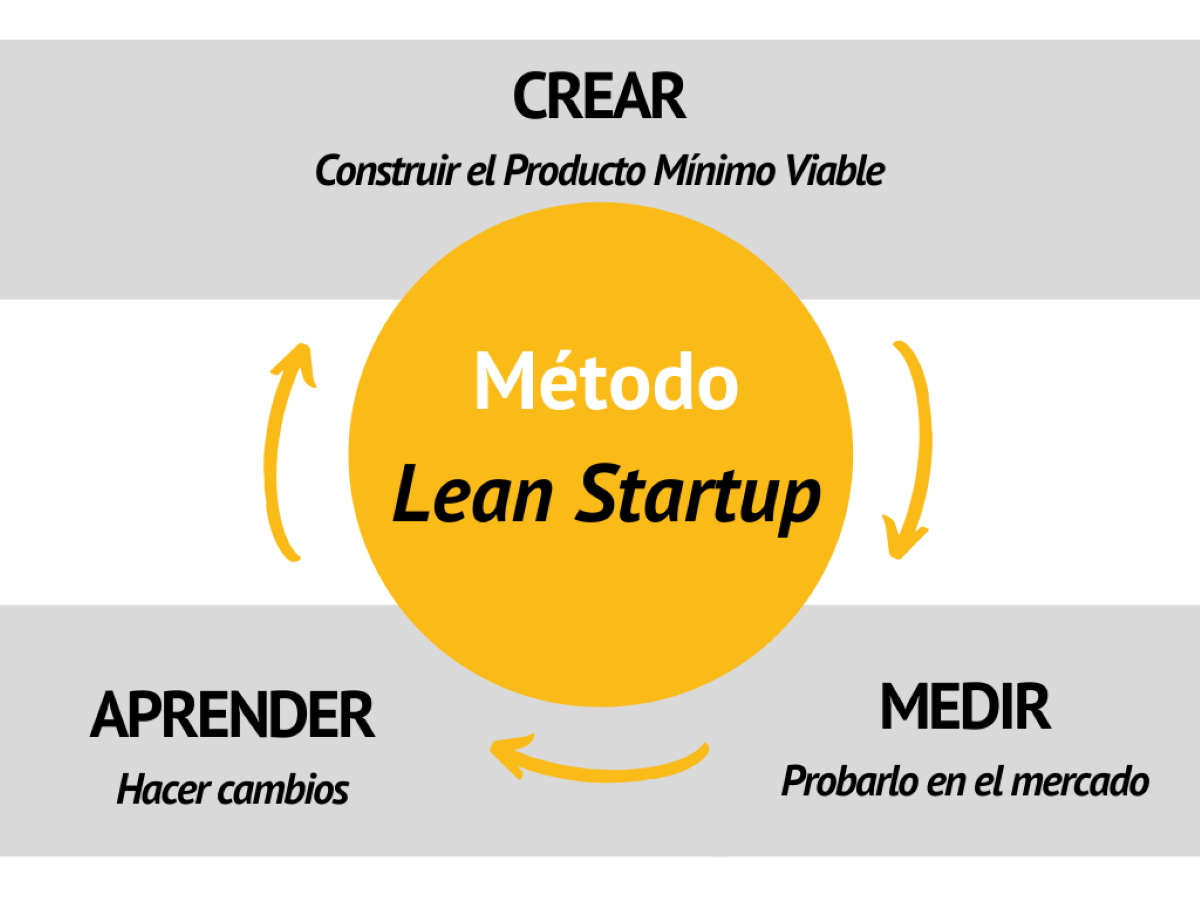 CREAR
Construir el Producto Mínimo Viable
Método
Lean Startup
APRENDER
Hacer cambios
MEDIR
Probarlo en el mercado